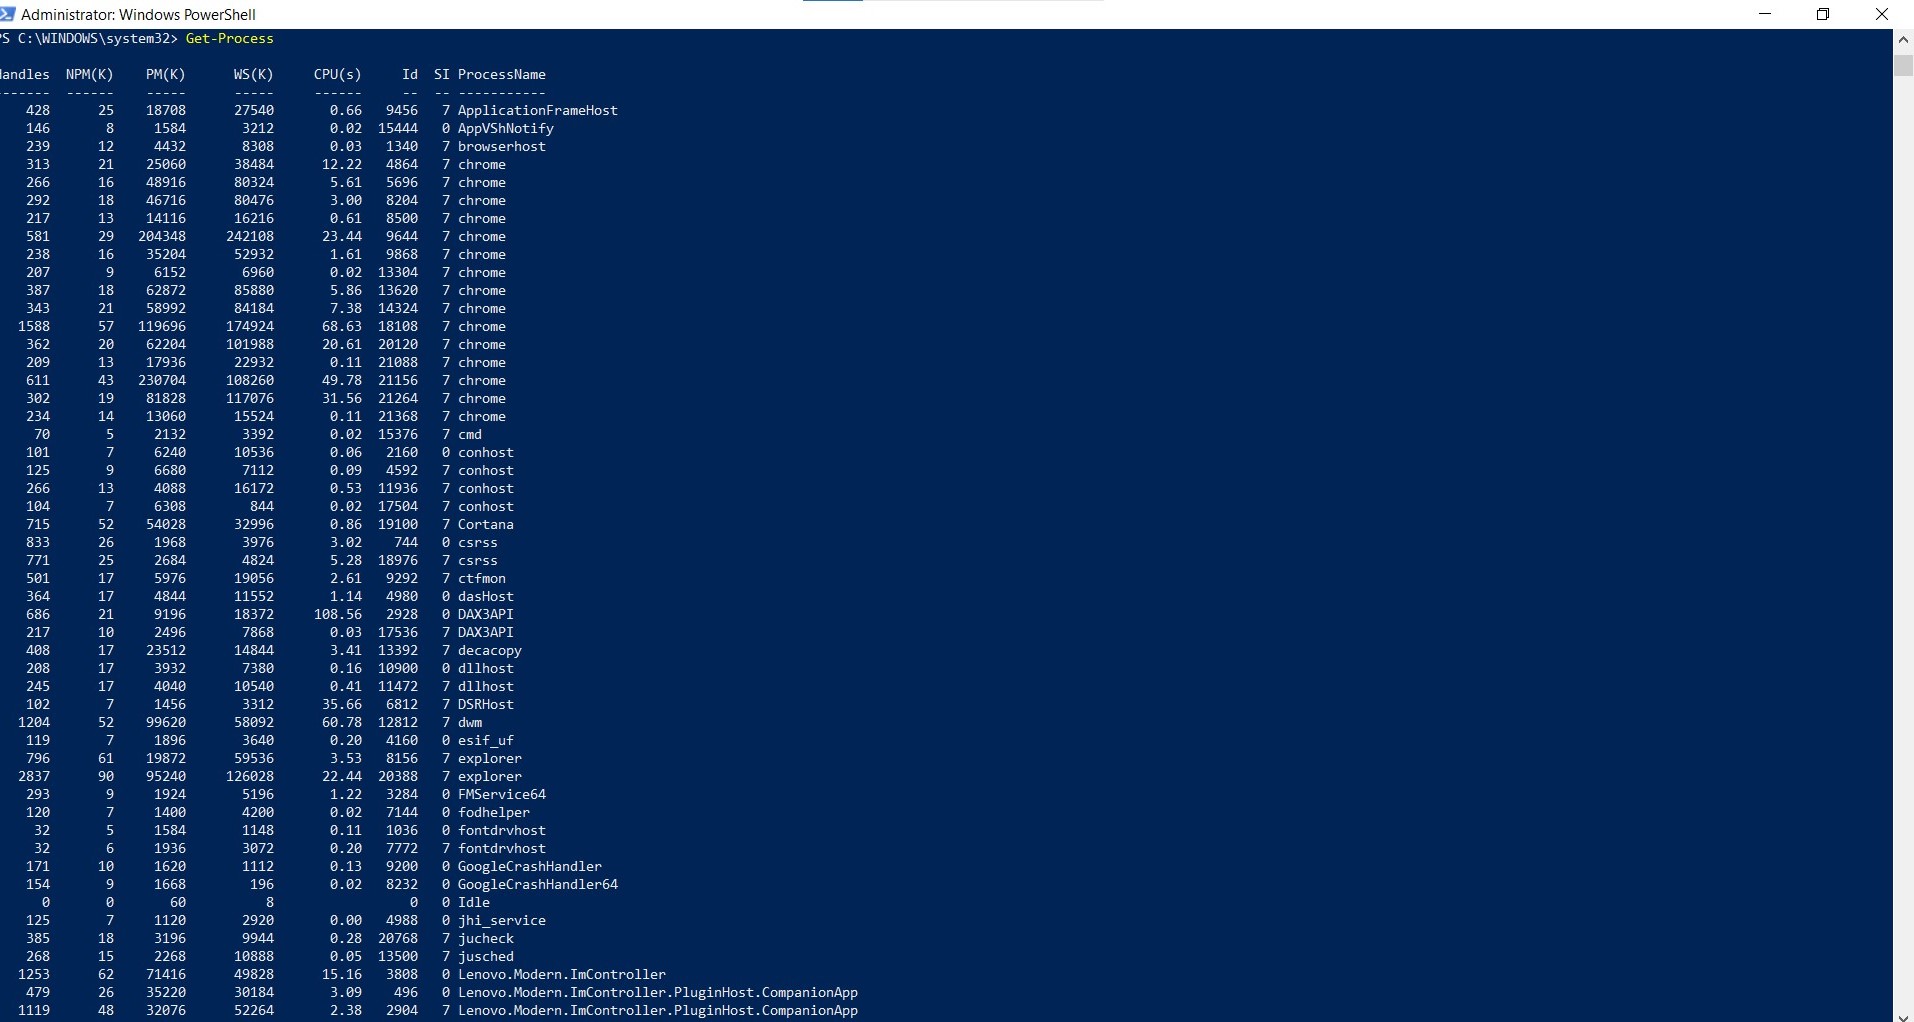 Administrator: Windows PowerShell
PS C:\WINDOWS\system32> Get-Process
Handles NPM(K) PM(K) WS(K) CPU(s) Id SI ProcessName
------- ------ ----- ----- ------ -- -- -----------
428 25 18708 27540 0.66 9456 7 ApplicationFrameHost
146 8 1584 3212 0.02 15444 0 AppVShNotify
239 12 4432 8308 0.03 1340 7 browserhost
313 21 25060 38484 12.22 4864 7 chrome
266 16 48916 80324 5.61 5696 7 chrome
292 18 46716 80476 3.00 8204 7 chrome
217 13 14116 16216 0.61 8500 7 chrome
581 29 204348 242108 23.44 9644 7 chrome
238 16 35204 52932 1.61 9868 7 chrome
207 9 6152 6960 0.02 13304 7 chrome
387 18 62872 85880 5.86 13620 7 chrome
343 21 58992 84184 7.38 14324 7 chrome
1588 57 119696 174924 68.63 18108 7 chrome
362 20 62204 101988 20.61 20120 7 chrome
209 13 17936 22932 0.11 21088 7 chrome
611 43 230704 108260 49.78 21156 7 chrome
302 19 81828 117076 31.56 21264 7 chrome
234 14 13060 15524 0.11 21368 7 chrome
70 5 2132 3392 0.02 15376 7 cmd
101 7 6240 10536 0.06 2160 0 conhost
125 9 6680 7112 0.09 4592 7 conhost
266 13 4088 16172 0.53 11936 7 conhost
104 7 6308 844 0.02 17504 7 conhost
715 52 54028 32996 0.86 19100 7 Cortana
833 26 1968 3976 3.02 744 0 csrss
771 25 2684 4824 5.28 18976 7 csrss
501 17 5976 19056 2.61 9292 7 ctfmon
364 17 4844 11552 1.14 4980 0 dasHost
686 21 9196 18372 108.56 2928 0 DAX3API
217 10 2496 7868 0.03 17536 7 DAX3API
408 17 23512 14844 3.41 13392 7 decacopy
208 17 3932 7380 0.16 10900 0 dllhost
245 17 4040 10540 0.41 11472 7 dllhost
102 7 1456 3312 35.66 6812 7 DSRHost
1204 52 99620 58092 60.78 12812 7 dwm
119 7 1896 3640 0.20 4160 0 esif_uf
796 61 19872 59536 3.53 8156 7 explorer
2837 90 95240 126028 22.44 20388 7 explorer
293 9 1924 5196 1.22 3284 0 FMService64
120 7 1400 4200 0.02 7144 0 fodhelper
32 5 1584 1148 0.11 1036 0 fontdrvhost
32 6 1936 3072 0.20 7772 7 fontdrvhost
171 10 1620 1112 0.13 9200 0 GoogleCrashHandler
154 9 1668 196 0.02 8232 0 GoogleCrashHandler64
0 0 60 8 0 0 Idle
125 7 1120 2920 0.00 4988 0 jhi_service
385 18 3196 9944 0.28 20768 7 jucheck
268 15 2268 10888 0.05 13500 7 jusched
1253 62 71416 49828 15.16 3808 0 Lenovo.Modern.ImController
479 26 35220 30184 3.09 496 0 Lenovo.Modern.ImController.PluginHost.CompanionApp
1119 48 32076 52264 2.38 2904 7 Lenovo.Modern.ImController.PluginHost.CompanionApp